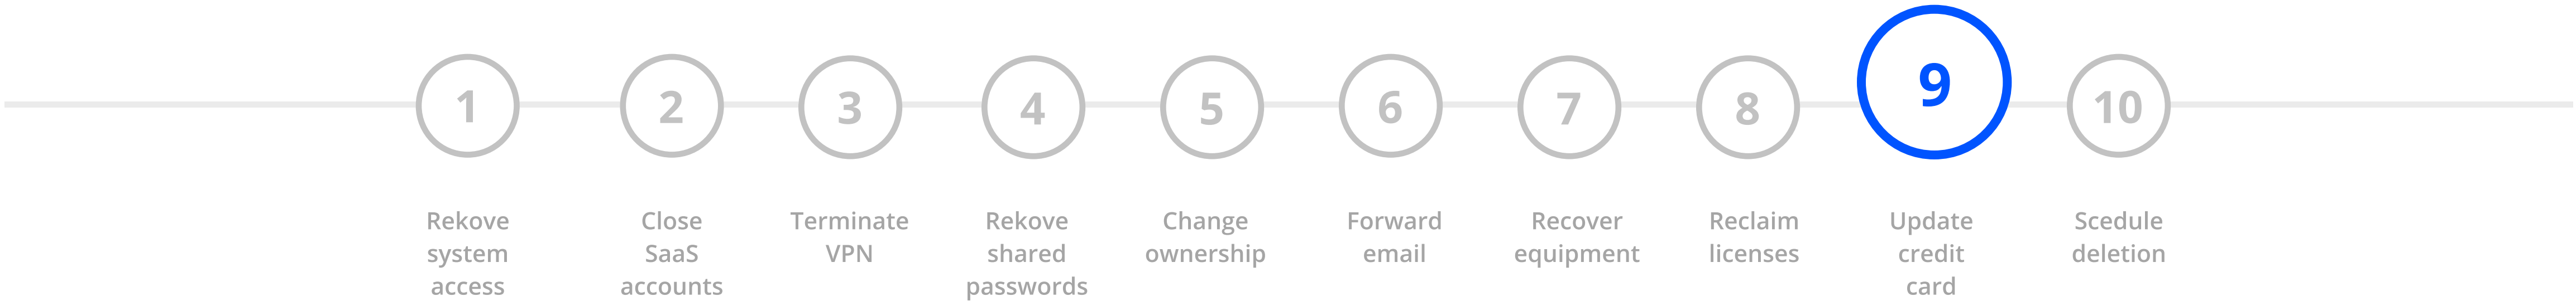 1
2
3
4
5
6
7
8
9
10
Rekove
system
access
Close
SaaS
accounts
Terminate
VPN
Rekove
shared
passwords
Change
ownership
Forward
email
Recover
equipment
Reclaim
licenses
Update
credit
card
Scedule
deletion